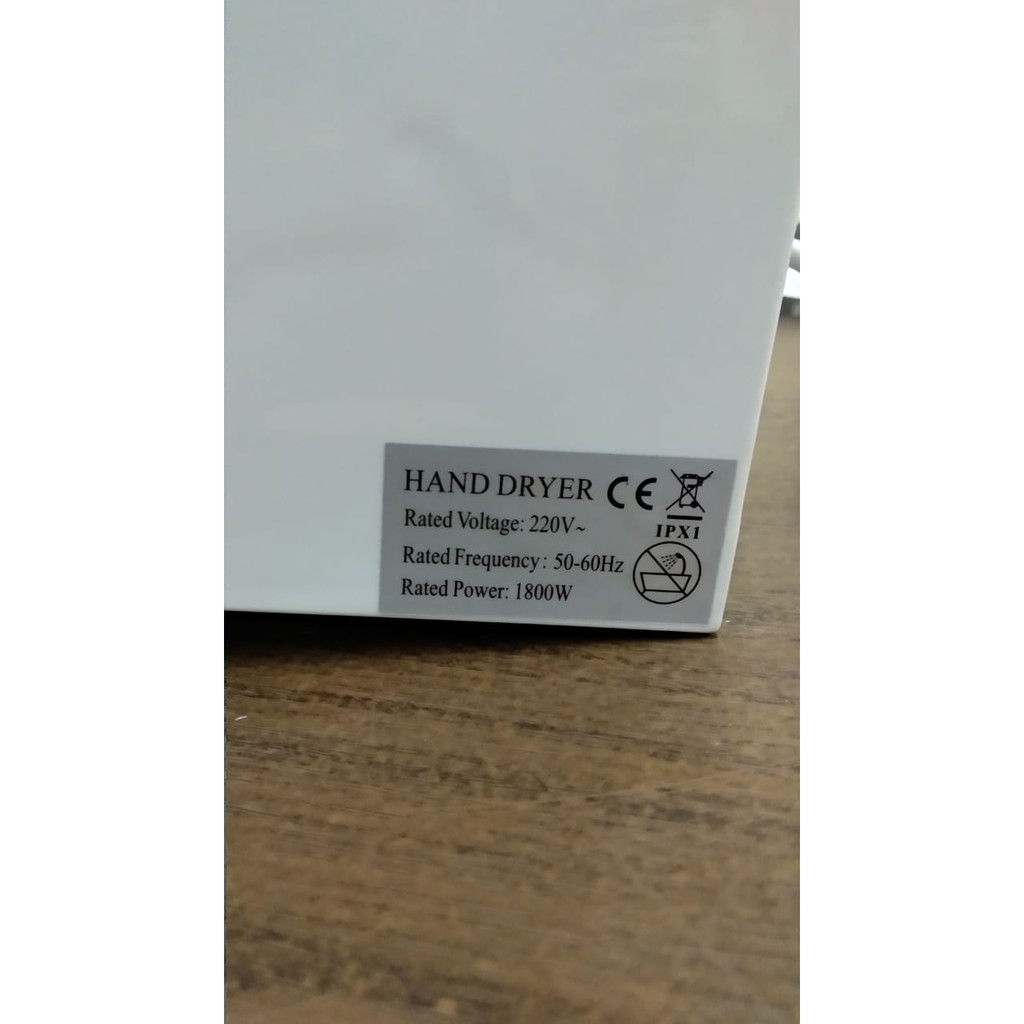 HAND DRYER CE
Rated Voltage: 220V~
IPX1
Rated Frequency: 50-60Hz
Rated Power: 1800W